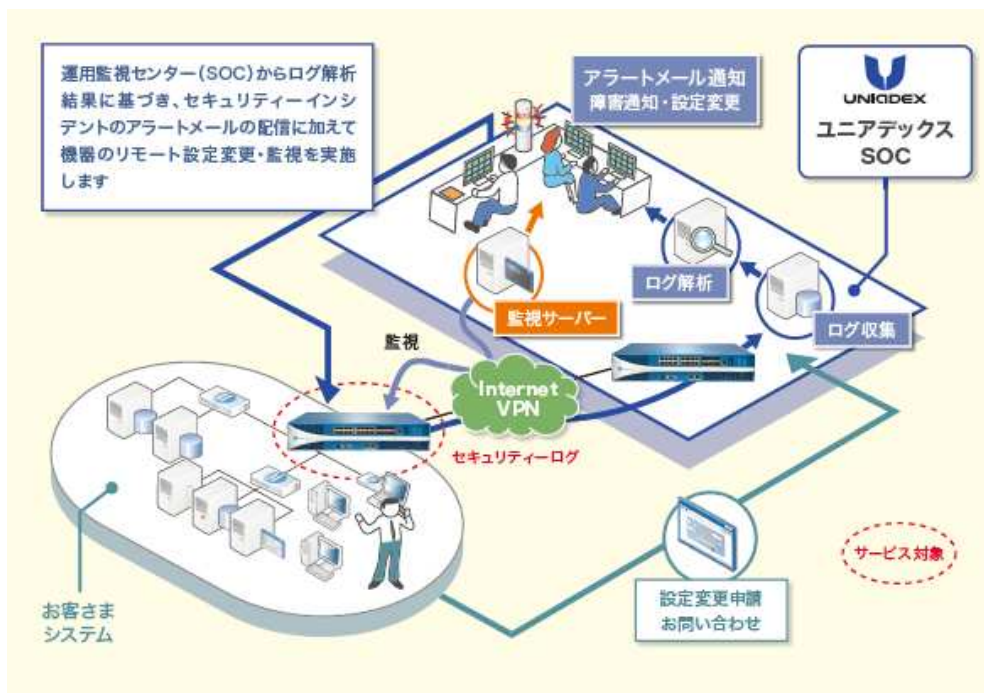 運用監視センター(SOC)からログ解析
結果に基づき、セキュリティーインシ
デントのアラートメールの配信に加えて
機器のリモート設定変更・監視を実施
します
アラートメール通知
障害通知・設定変更
UNIADEX
ユニアデックス
SOC
ログ解析
監視サーバー
ログ収集
監視
Internet
VPN
セキュリティーログ
サービス対象
設定変更申請
お問い合わせ
お客さま
システム